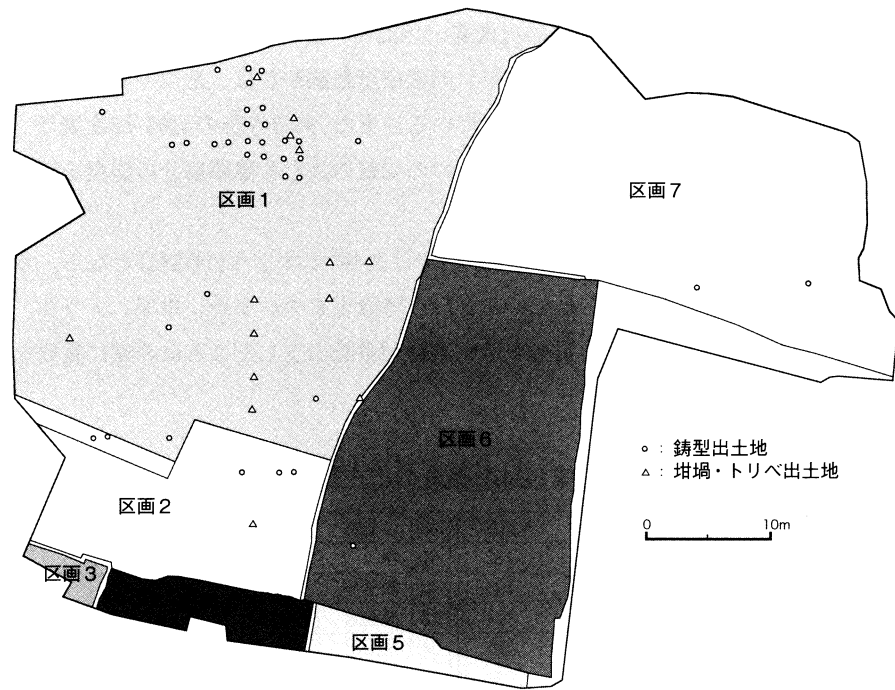 区画1
区画7
区画6
区画2
区画3
区画5
○ : 鋳型出土地
△ : 坩堝・トリベ出土地
0 10m